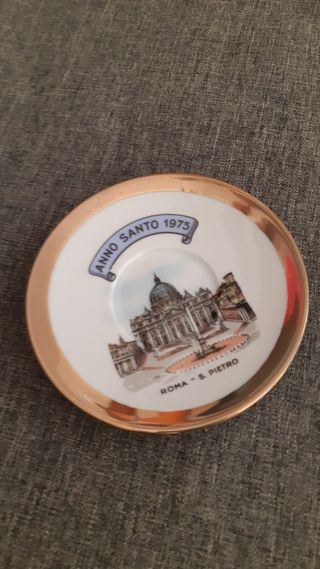 ANNO SANTO 1975
ROMA - S. PIETRO